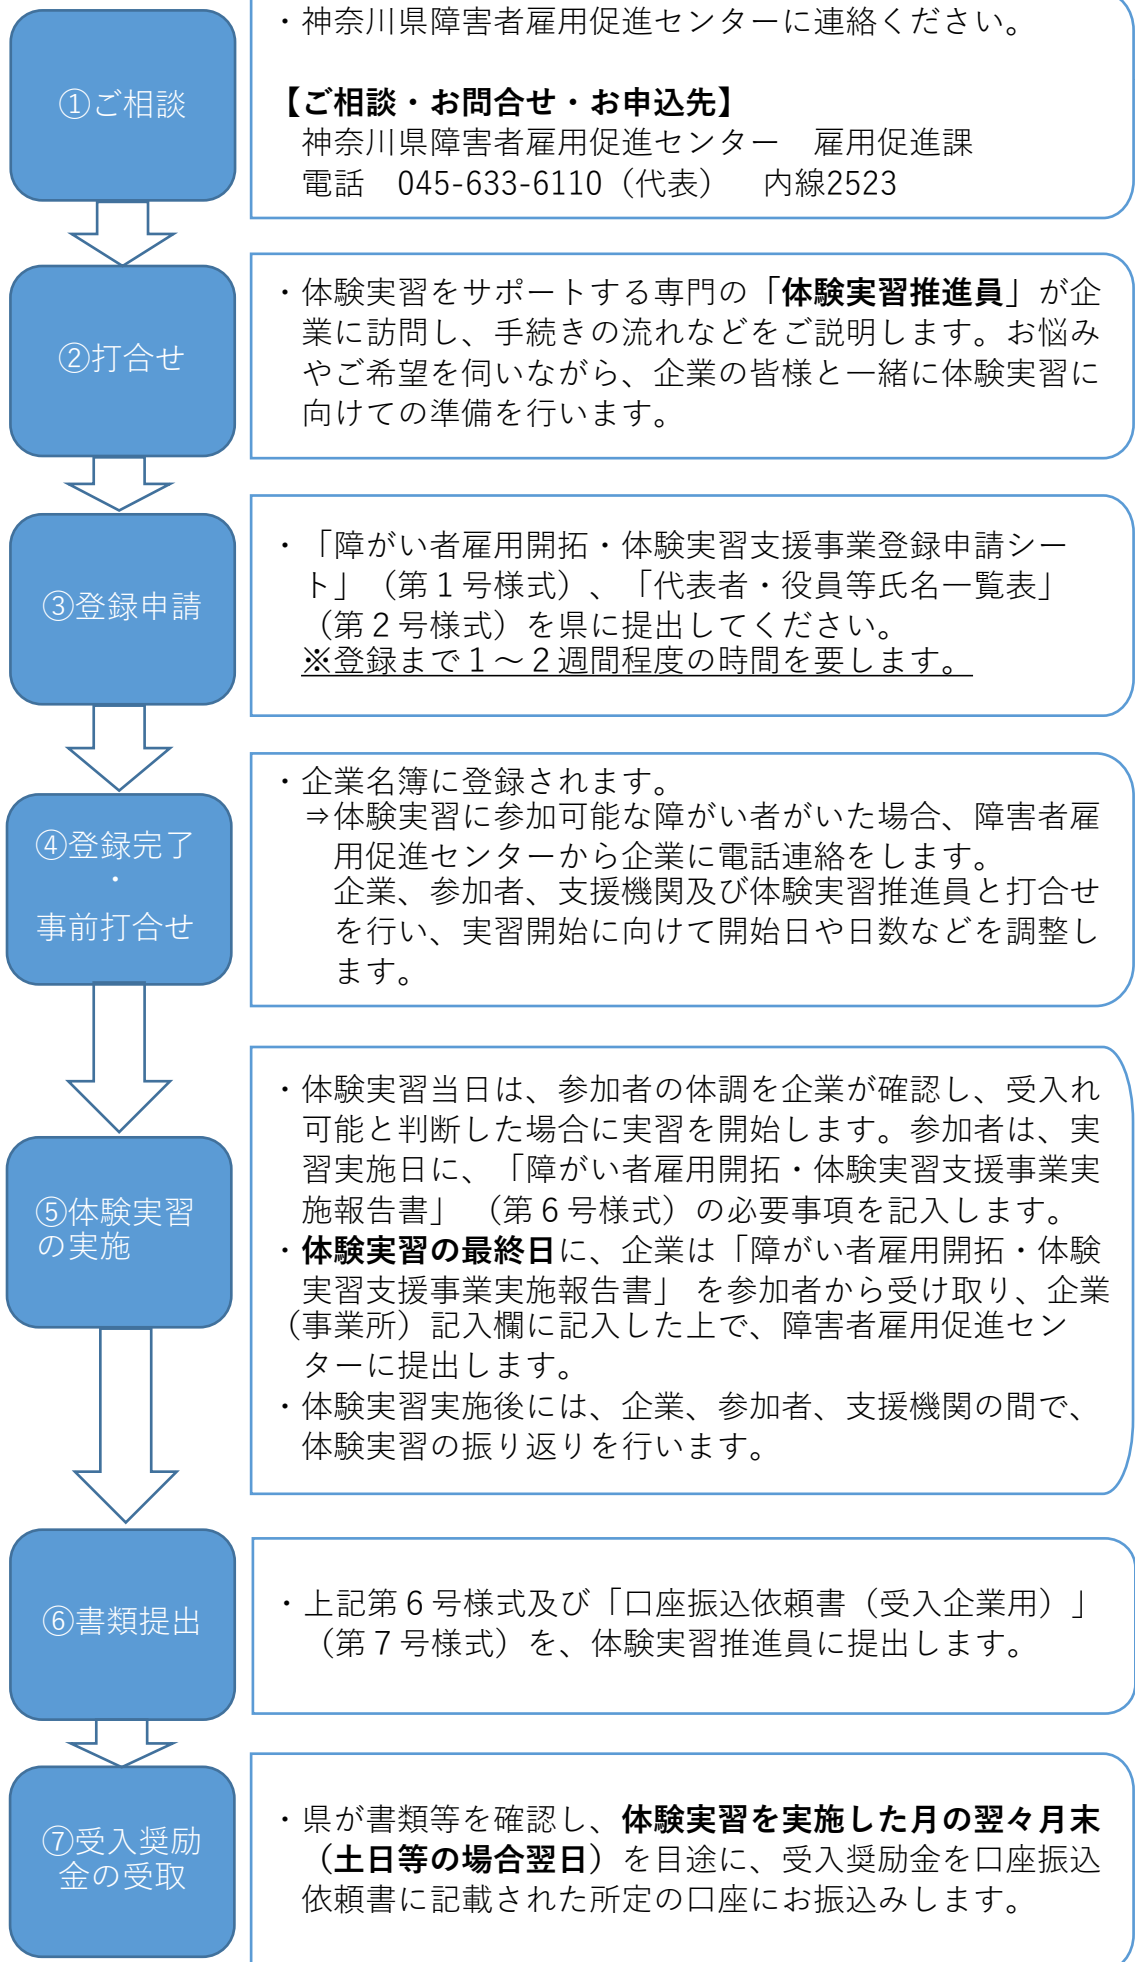 ①ご相談
・神奈川県障害者雇用促進センターに連絡ください。
【ご相談・お問合せ・お申込先】
神奈川県障害者雇用促進センター　雇用促進課
電話　045-633-6110（代表）　内線2523
②打合せ
・体験実習をサポートする専門の「体験実習推進員」が企
業に訪問し、手続きの流れなどをご説明します。お悩み
やご希望を伺いながら、企業の皆様と一緒に体験実習に
向けての準備を行います。
③登録申請
・「障がい者雇用開拓・体験実習支援事業登録申請シー
ト」（第１号様式）、「代表者・役員等氏名一覧表」
（第２号様式）を県に提出してください。
※登録まで１～２週間程度の時間を要します。
④登録完了
・
事前打合せ
・企業名簿に登録されます。
⇒体験実習に参加可能な障がい者がいた場合、障害者雇
用促進センターから企業に電話連絡をします。
企業、参加者、支援機関及び体験実習推進員と打合せ
を行い、実習開始に向けて開始日や日数などを調整し
ます。
⑤体験実習
の実施
・体験実習当日は、参加者の体調を企業が確認し、受入れ
可能と判断した場合に実習を開始します。参加者は、実
習実施日に、「障がい者雇用開拓・体験実習支援事業実
施報告書」（第６号様式）の必要事項を記入します。
・体験実習の最終日に、企業は「障がい者雇用開拓・体験
実習支援事業実施報告書」 を参加者から受け取り、企業
（事業所）記入欄に記入した上で、障害者雇用促進セン
ターに提出します。
・体験実習実施後には、企業、参加者、支援機関の間で、
体験実習の振り返りを行います。
⑥書類提出
・上記第６号様式及び「口座振込依頼書（受入企業用）」
（第７号様式）を、体験実習推進員に提出します。
⑦受入奨励
金の受取
・県が書類等を確認し、体験実習を実施した月の翌々月末
（土日等の場合翌日）を目途に、受入奨励金を口座振込
依頼書に記載された所定の口座にお振込みします。